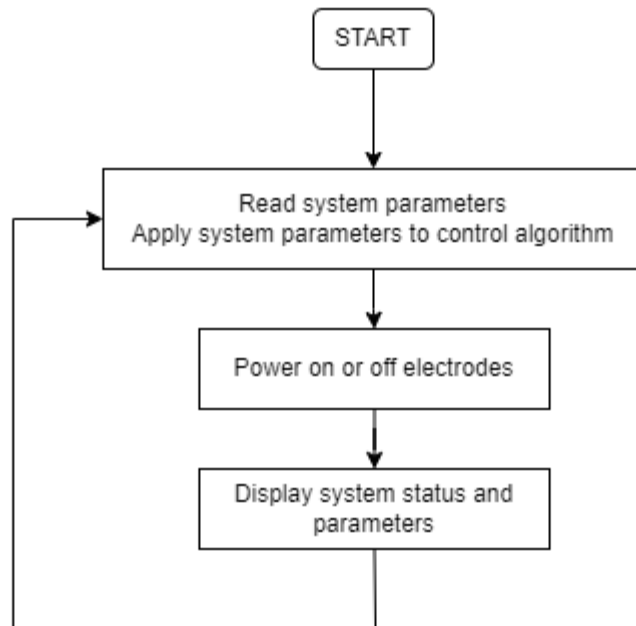 START
Read system parameters
Apply system parameters to control algorithm
Power on or off electrodes
Display system status and
parameters